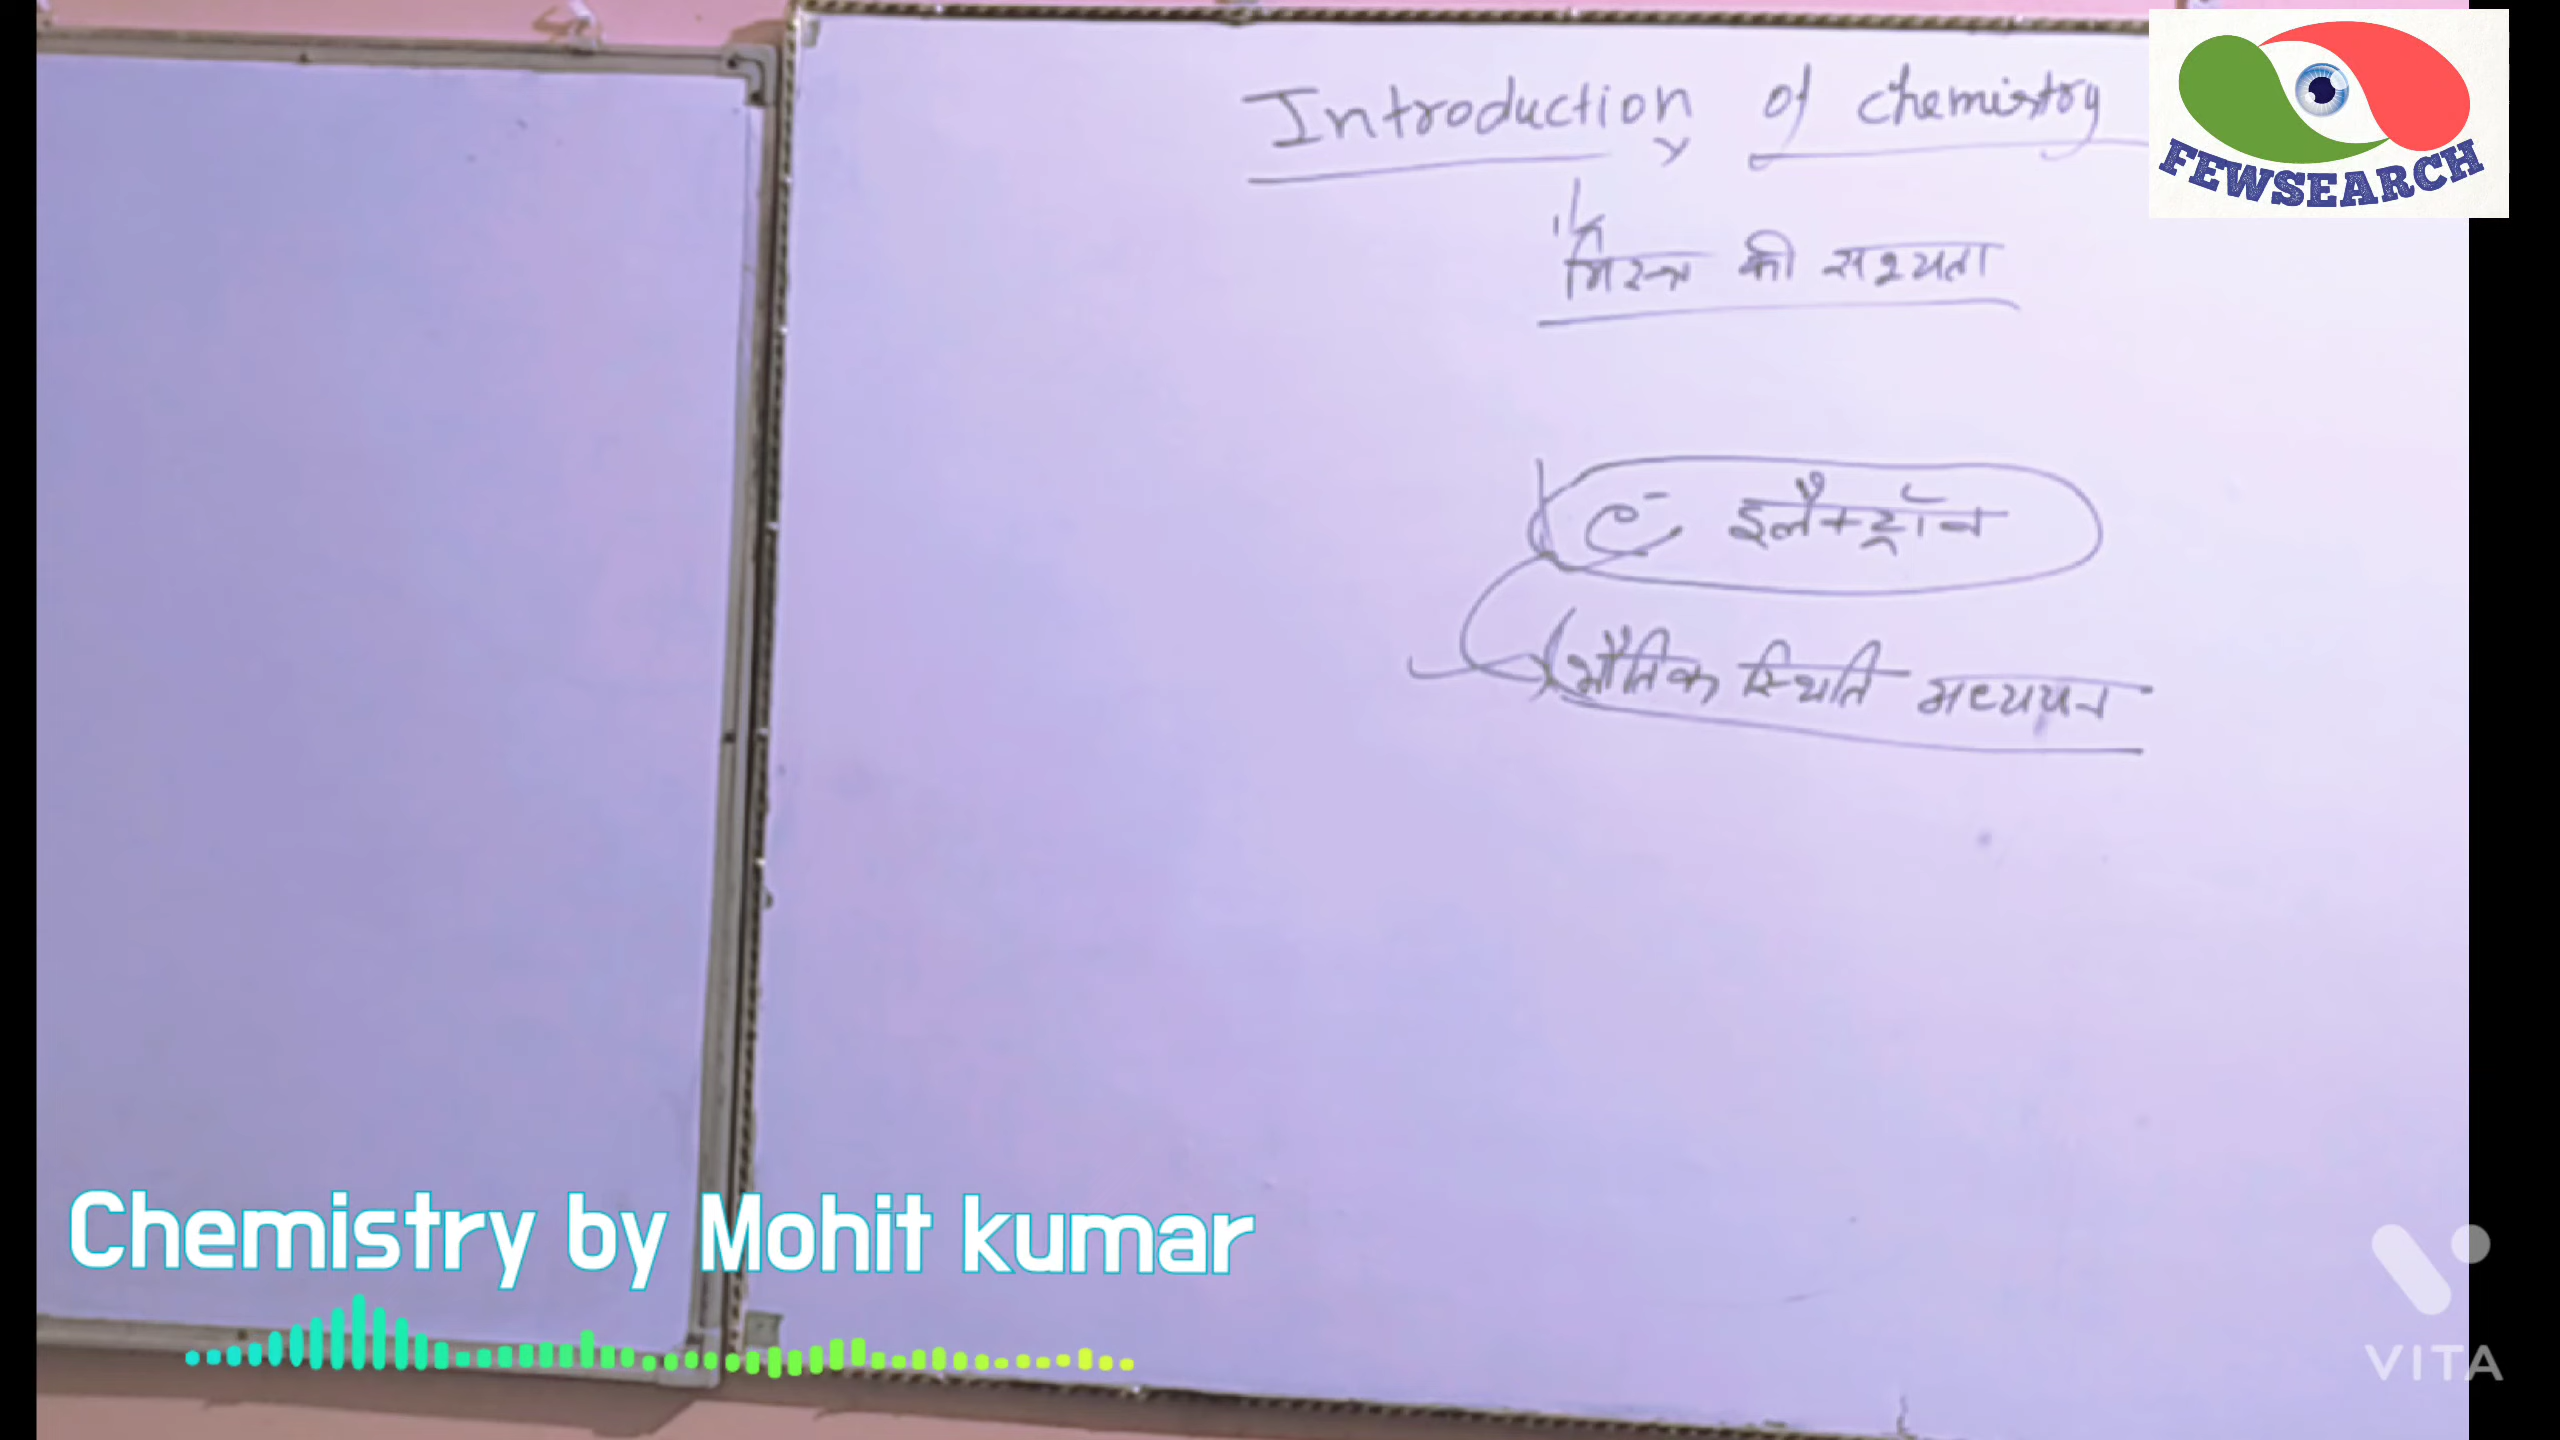 Introduction of chemistry
FEWSEARCH
मिस्त्र की सभ्यता
e⁻ इलैक्ट्रॉन
भौतिक स्थिति अध्ययन
Chemistry by Mohit kumar
VITA